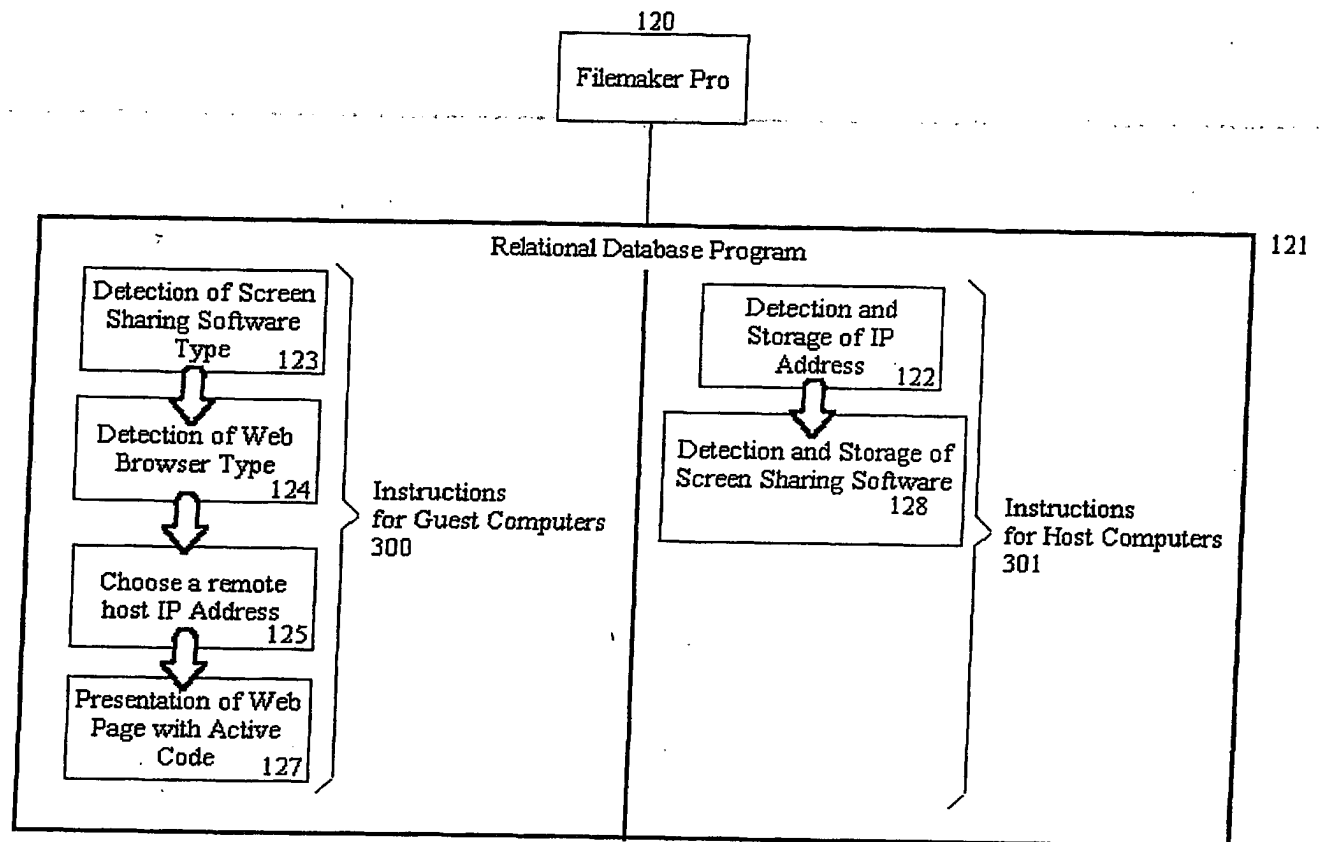 120
Filemaker Pro
Relational Database Program
121
Detection of Screen
Sharing Software
Type
123
Detection of Web
Browser Type
124
Choose a remote
host IP Address
125
Presentation of Web
Page with Active
Code
127
Instructions
for Guest Computers
300
Detection and
Storage of IP
Address
122
Detection and Storage of
Screen Sharing Software
128
Instructions
for Host Computers
301